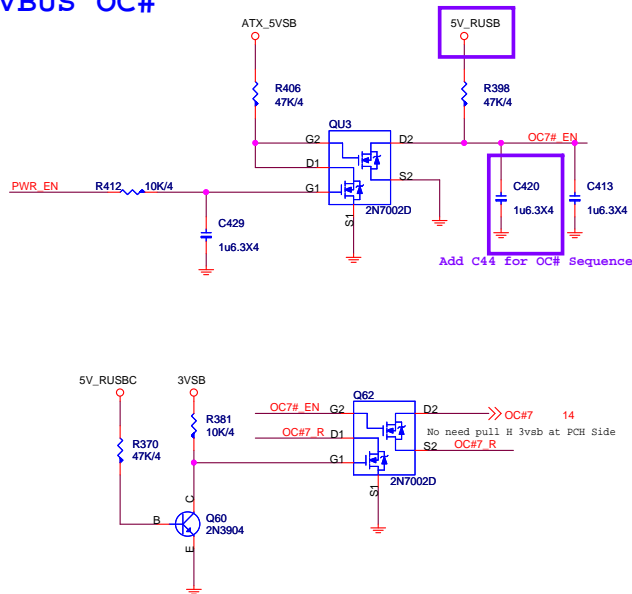 VBUS OC#
ATX_5VSB
5V_RUSB
R406
47K/4
R398
47K/4
QU3
G2
D2
OC7#_EN
D1
S2
PWR_EN
R412
10K/4
G1
C420
1u6.3X4
C413
1u6.3X4
2N7002D
S1
C429
1u6.3X4
Add C44 for OC# Sequence
5V_RUSBC
3VSB
Q62
R381
10K/4
OC7#_EN
G2
D2
OC#7
14
R370
47K/4
OC#7_R
D1
No need pull H 3vsb at PCH Side
S2
OC#7_R
G1
2N7002D
S1
C
B
Q60
2N3904
E